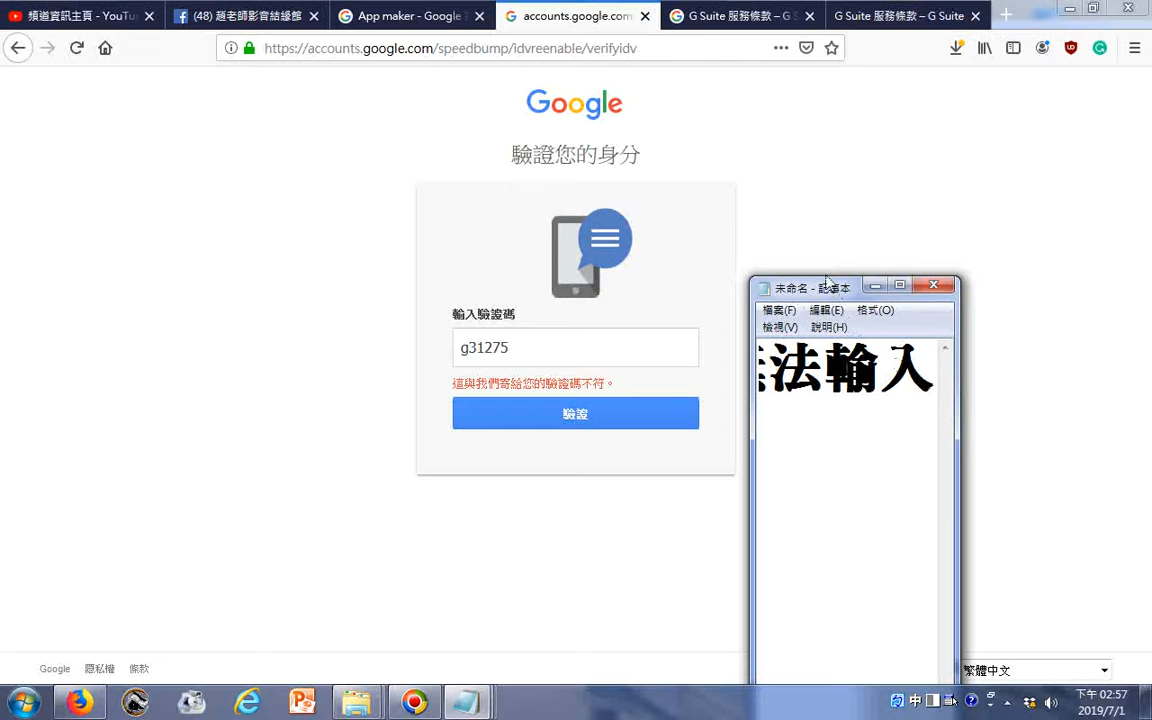 頻道資訊主頁 - YouTu
(48) 趙老師影音結緣館
App maker - Google
accounts.google.com/
G Suite 服務條款 – G S
G Suite 服務條款 – G Suite
https://accounts.google.com/speedbump/idvreenable/verifyidv
Google
驗證您的身分
輸入驗證碼
g31275
這與我們寄給您的驗證碼不符。
驗證
未命名 - 記事本
檔案(F) 編輯(E) 格式(O)
檢視(V) 說明(H)
法輸入
Google 隱私權 條款
繁體中文
中
下午 02:57
2019/7/1